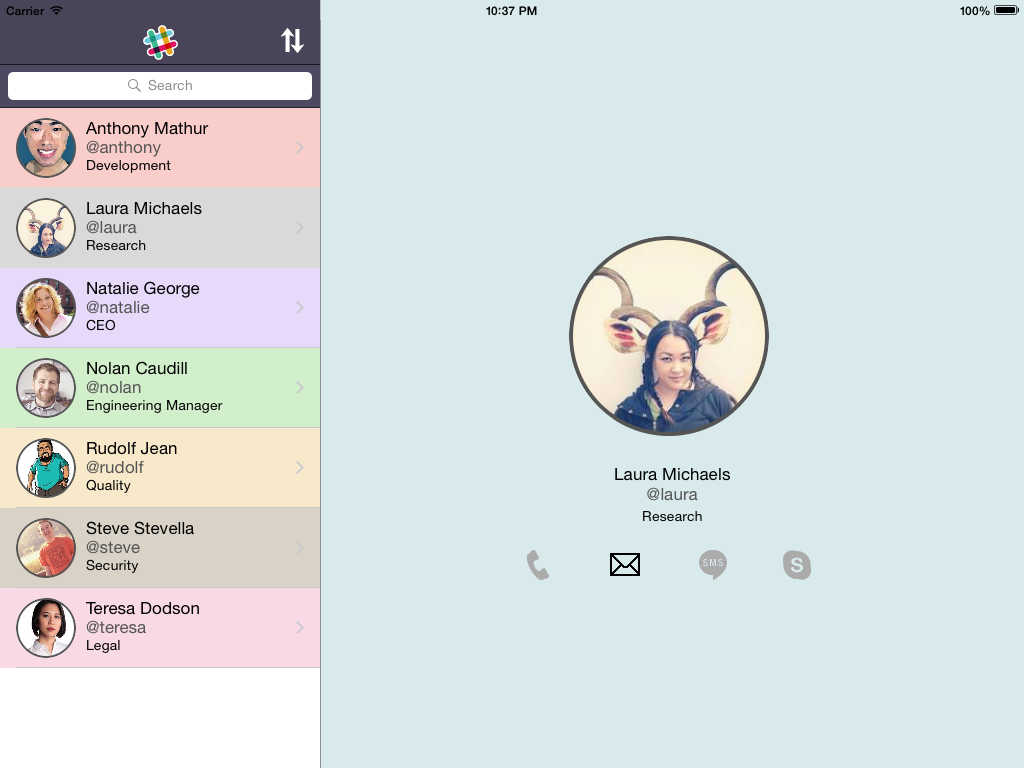 Carrier 10:37 PM 100%
Search
Anthony Mathur
@anthony
Development
Laura Michaels
@laura
Research
Natalie George
@natalie
CEO
Nolan Caudill
@nolan
Engineering Manager
Rudolf Jean
@rudolf
Quality
Steve Stevella
@steve
Security
Teresa Dodson
@teresa
Legal
Laura Michaels
@laura
Research
SMS
S